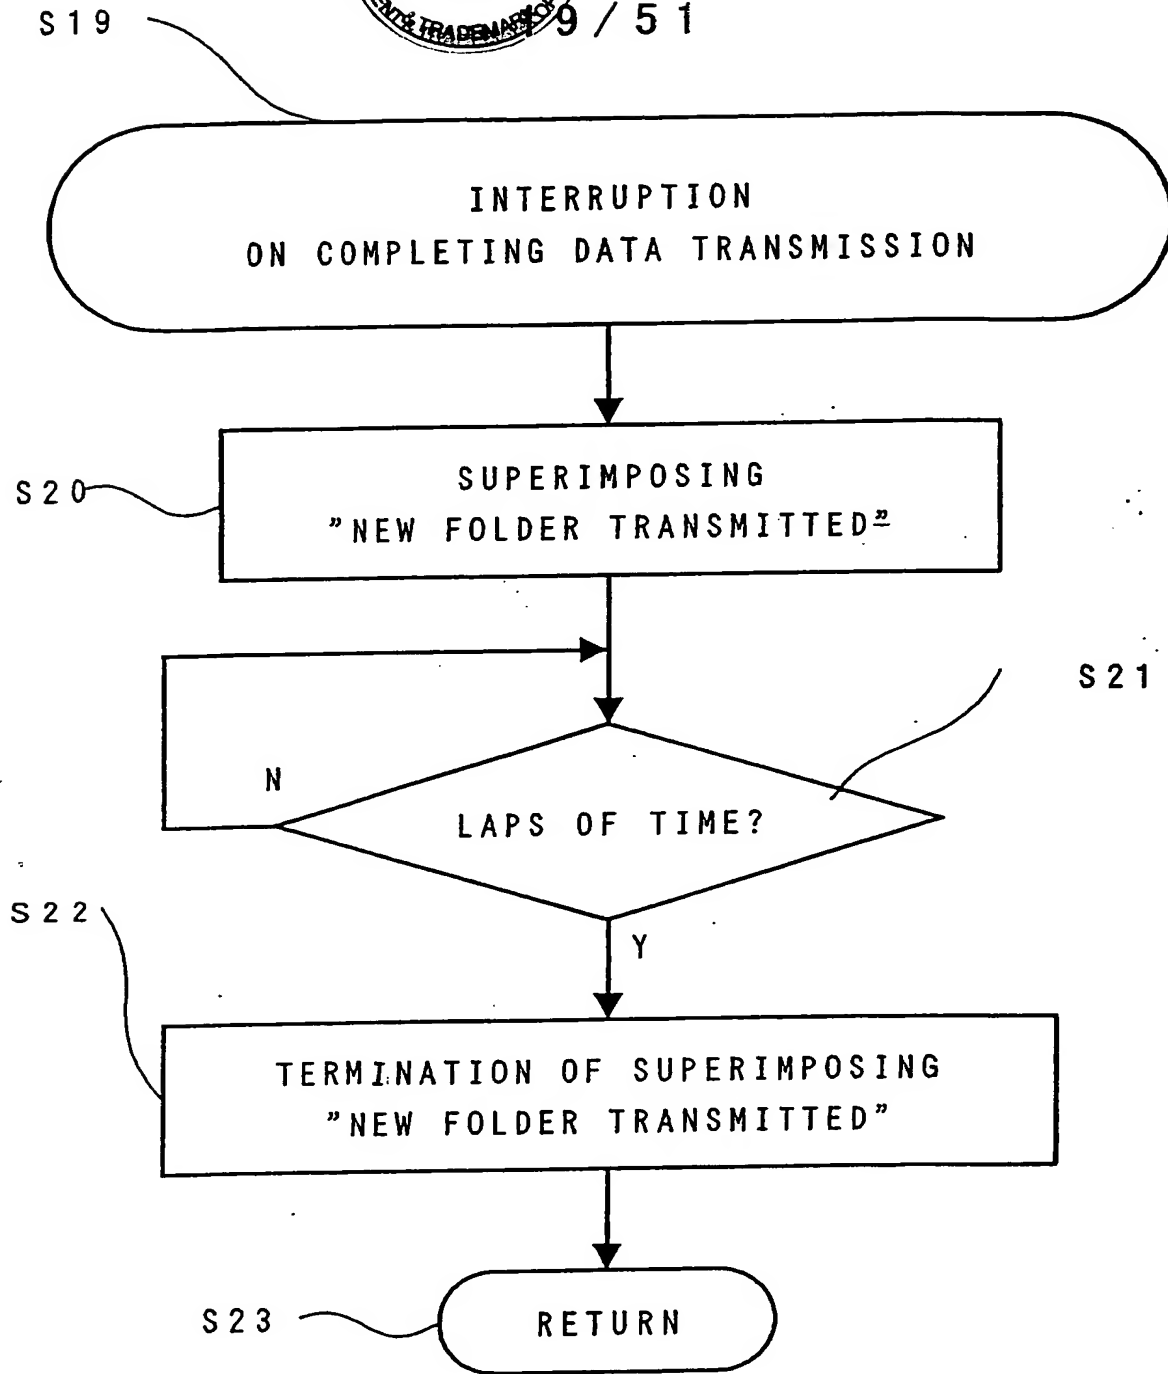 S19
TRADEMARK
9/51
INTERRUPTION
ON COMPLETING DATA TRANSMISSION
S20
SUPERIMPOSING
”NEW FOLDER TRANSMITTED”
S21
N
LAPS OF TIME?
S22
Y
TERMINATION OF SUPERIMPOSING
”NEW FOLDER TRANSMITTED”
S23
RETURN